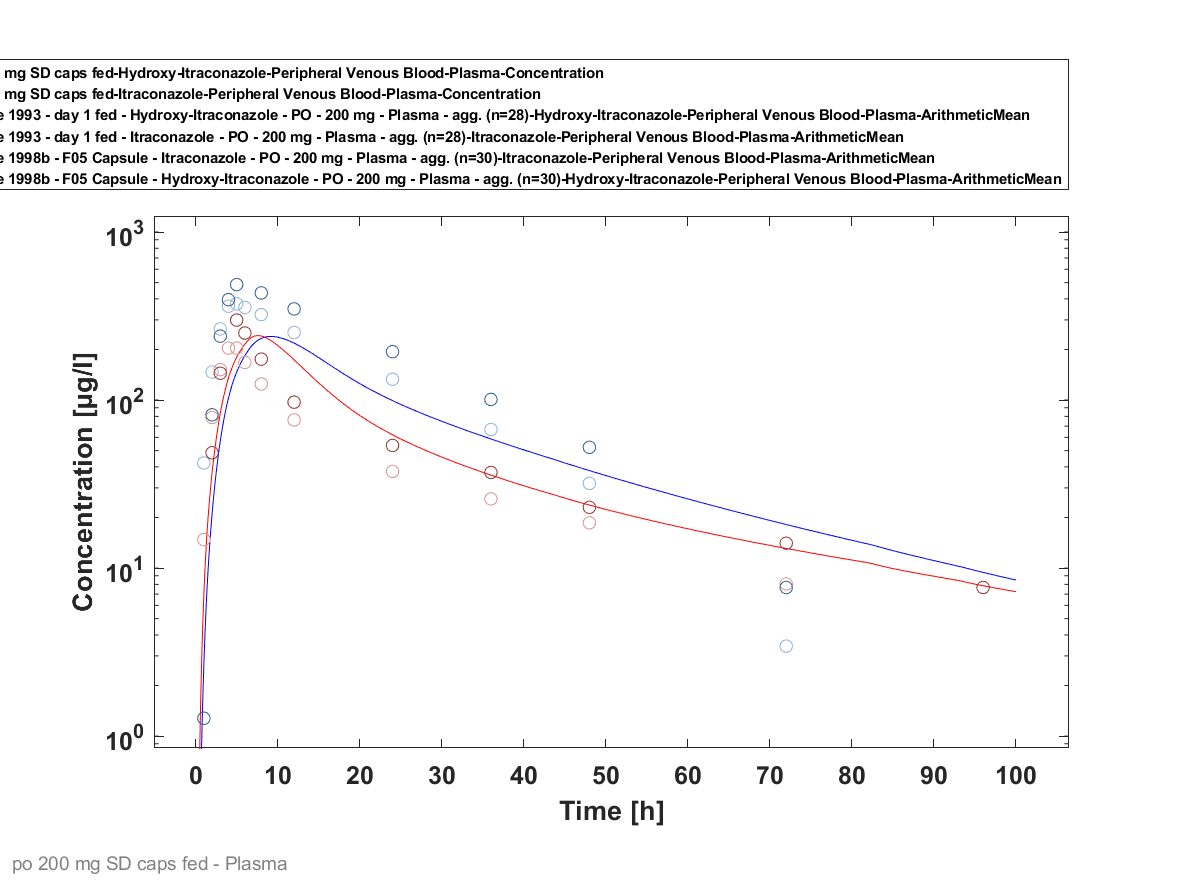 mg SD caps fed-Hydroxy-Itraconazole-Peripheral Venous Blood-Plasma-Concentration
mg SD caps fed-Itraconazole-Peripheral Venous Blood-Plasma-Concentration
e 1993 - day 1 fed - Hydroxy-Itraconazole - PO - 200 mg - Plasma - agg. (n=28)-Hydroxy-Itraconazole-Peripheral Venous Blood-Plasma-ArithmeticMean
e 1993 - day 1 fed - Itraconazole - PO - 200 mg - Plasma - agg. (n=28)-Itraconazole-Peripheral Venous Blood-Plasma-ArithmeticMean
e 1998b - F05 Capsule - Itraconazole - PO - 200 mg - Plasma - agg. (n=30)-Itraconazole-Peripheral Venous Blood-Plasma-ArithmeticMean
e 1998b - F05 Capsule - Hydroxy-Itraconazole - PO - 200 mg - Plasma - agg. (n=30)-Hydroxy-Itraconazole-Peripheral Venous Blood-Plasma-ArithmeticMean
10³
10²
10¹
10⁰
Concentration [µg/l]
0 10 20 30 40 50 60 70 80 90 100
Time [h]
po 200 mg SD caps fed - Plasma